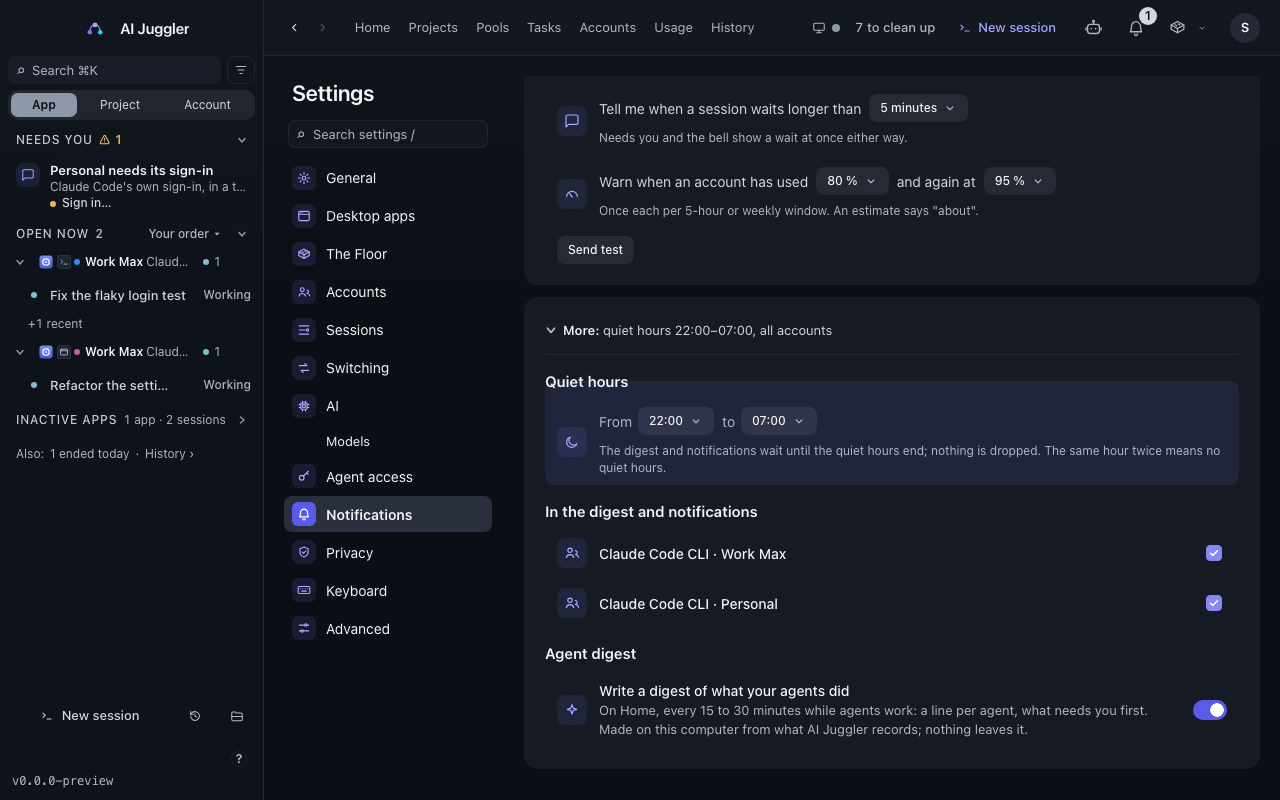 AI Juggler
Search ⌘K
App Project Account
NEEDS YOU 1
Personal needs its sign-in
Claude Code's own sign-in, in a t…
Sign in…
OPEN NOW 2 Your order
Work Max Claud… 1
Fix the flaky login test Working
+1 recent
Work Max Claud… 1
Refactor the setti… Working
INACTIVE APPS 1 app · 2 sessions
Also: 1 ended today · History ›
New session
?
v0.0.0-preview
Home Projects Pools Tasks Accounts Usage History
7 to clean up
New session
1
S
Settings
Search settings /
General
Desktop apps
The Floor
Accounts
Sessions
Switching
AI
Models
Agent access
Notifications
Privacy
Keyboard
Advanced
Tell me when a session waits longer than 5 minutes
Needs you and the bell show a wait at once either way.
Warn when an account has used 80 % and again at 95 %
Once each per 5-hour or weekly window. An estimate says "about".
Send test
More: quiet hours 22:00–07:00, all accounts
Quiet hours
From 22:00 to 07:00
The digest and notifications wait until the quiet hours end; nothing is dropped. The same hour twice means no
quiet hours.
In the digest and notifications
Claude Code CLI · Work Max
Claude Code CLI · Personal
Agent digest
Write a digest of what your agents did
On Home, every 15 to 30 minutes while agents work: a line per agent, what needs you first.
Made on this computer from what AI Juggler records; nothing leaves it.